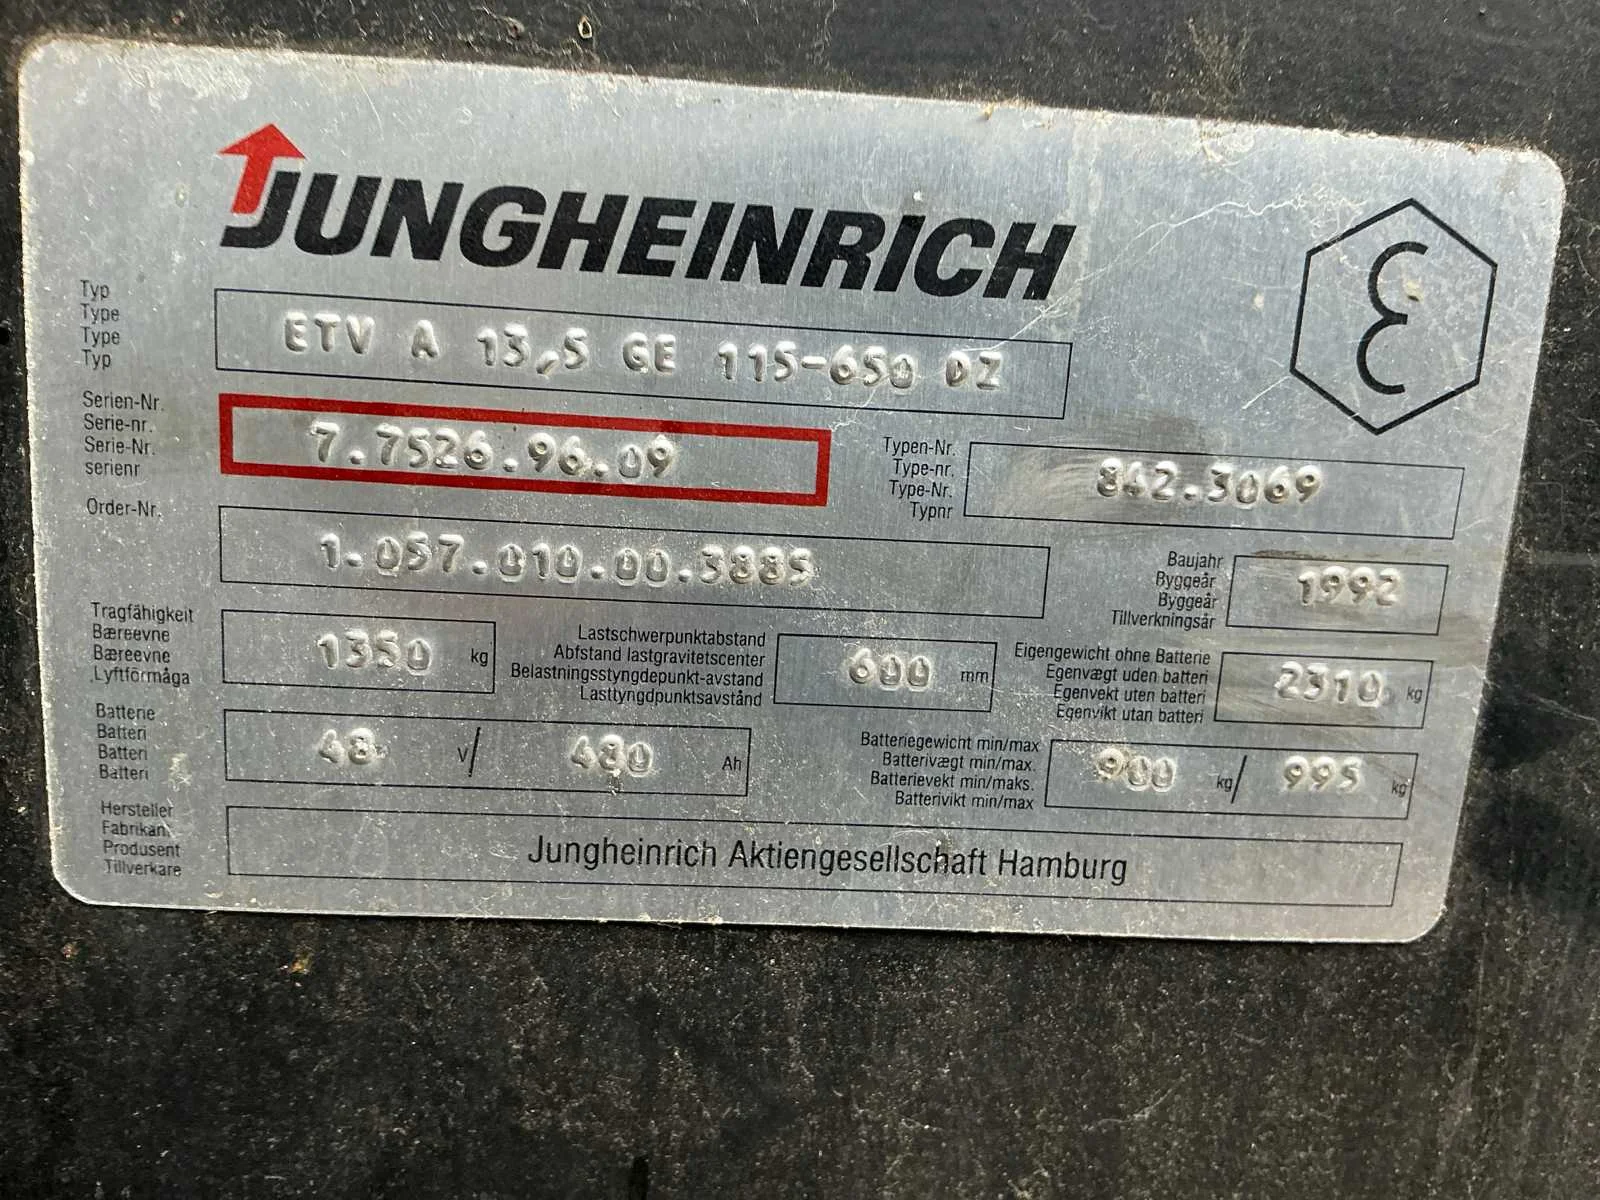 JUNGHEINRICH
Typ
Type
Type
Typ
ETV A 13,5 GE 115-650 DZ
Serien-Nr.
Serie-nr.
Serie-Nr.
serienr
7.7526.96.09
Typen-Nr.
Type-nr.
Type-Nr.
Typnr
842.3069
Order-Nr.
1.057.010.00.3885
Baujahr
Byggeår
Byggeår
Tillverkningsår
1992
Tragfähigkeit
Bæreevne
Bæreevne
Lyftförmåga
1350 kg
Lastschwerpunktabstand
Afstand lastgravitetscenter
Belastningsstyngdepunkt-avstand
Lasttyngdpunktsavstånd
600 mm
Eigengewicht ohne Batterie
Egenvægt uden batteri
Egenvekt uten batteri
Egenvikt utan batteri
2310 kg
Batterie
Batteri
Batteri
Batteri
48 V/ 480 Ah
Batteriegewicht min/max
Batterivægt min/max.
Batterievekt min/maks.
Batterivikt min/max
900 kg/ 995 kg
Hersteller
Fabrikant
Produsent
Tillverkare
Jungheinrich Aktiengesellschaft Hamburg